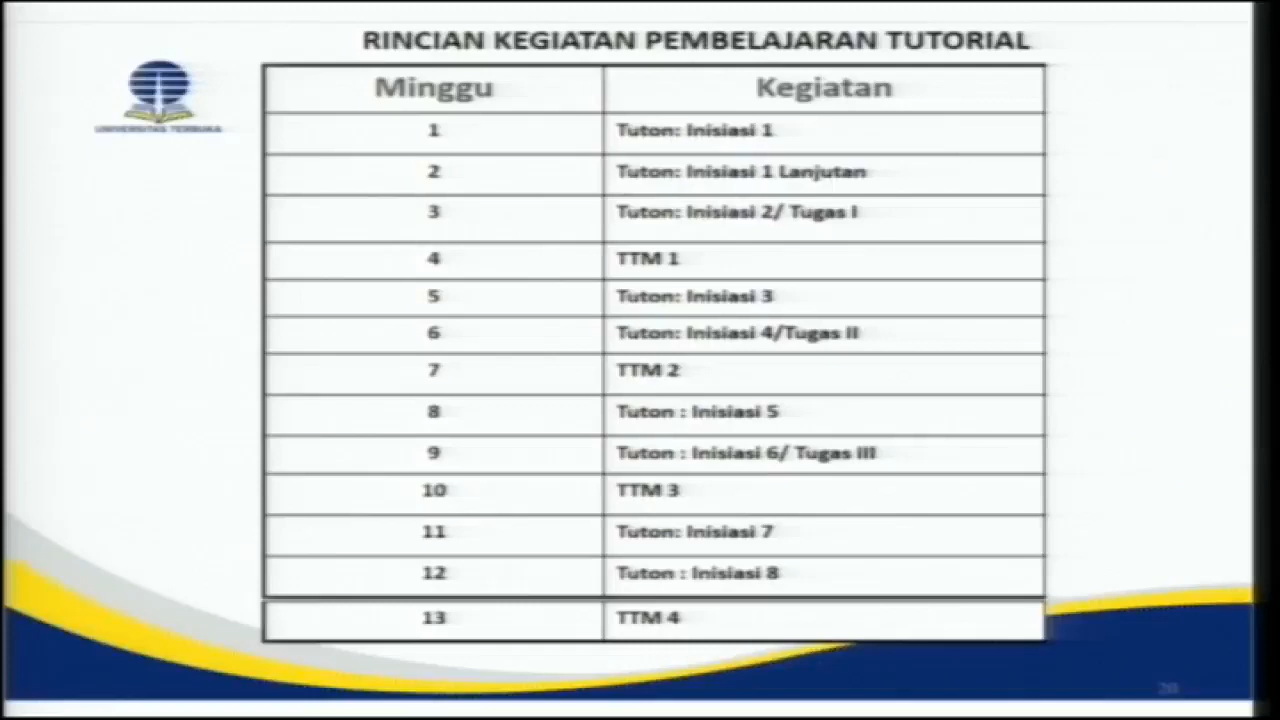 RINCIAN KEGIATAN PEMBELAJARAN TUTORIAL
UNIVERSITAS TERBUKA
Minggu Kegiatan
1 Tuton: Inisiasi 1
2 Tuton: Inisiasi 1 Lanjutan
3 Tuton: Inisiasi 2/ Tugas I
4 TTM 1
5 Tuton: Inisiasi 3
6 Tuton: Inisiasi 4/Tugas II
7 TTM 2
8 Tuton : Inisiasi 5
9 Tuton : Inisiasi 6/ Tugas III
10 TTM 3
11 Tuton: Inisiasi 7
12 Tuton : Inisiasi 8
13 TTM 4